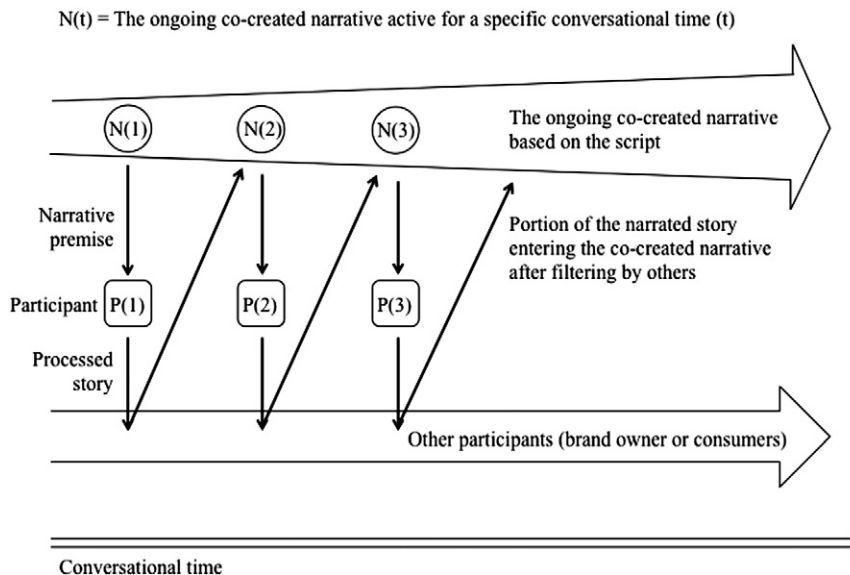 N(t) = The ongoing co-created narrative active for a specific conversational time (t)
N(1)
N(2)
N(3)
The ongoing co-created narrative
based on the script
Narrative
premise
Portion of the narrated story
entering the co-created narrative
after filtering by others
Participant
P(1)
P(2)
P(3)
Processed
story
Other participants (brand owner or consumers)
Conversational time